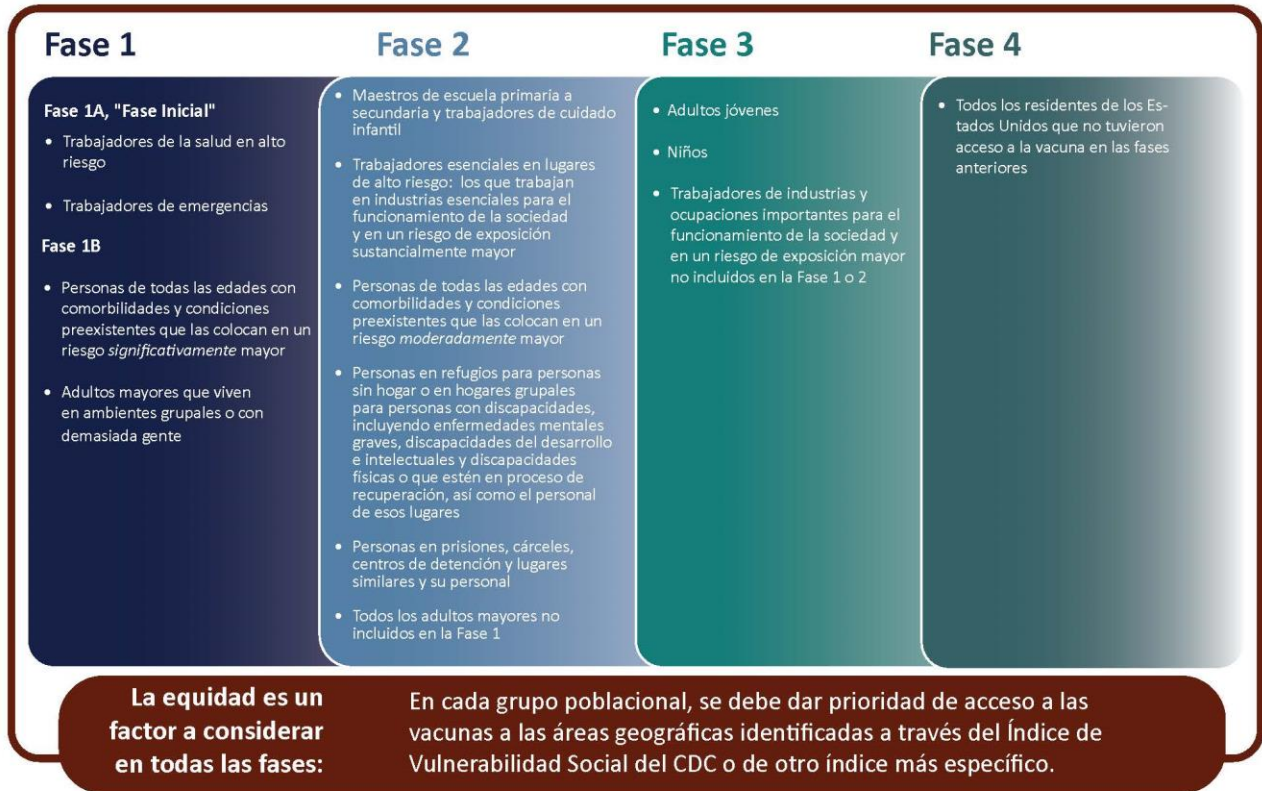 Fase 1
Fase 1A, "Fase Inicial"
• Trabajadores de la salud en alto
riesgo
• Trabajadores de emergencias
Fase 1B
• Personas de todas las edades con
comorbilidades y condiciones
preexistentes que las colocan en un
riesgo significativamente mayor
• Adultos mayores que viven
en ambientes grupales o con
demasiada gente
Fase 2
• Maestros de escuela primaria a
secundaria y trabajadores de cuidado
infantil
• Trabajadores esenciales en lugares
de alto riesgo: los que trabajan
en industrias esenciales para el
funcionamiento de la sociedad
y en un riesgo de exposición
sustancialmente mayor
• Personas de todas las edades con
comorbilidades y condiciones
preexistentes que las colocan en un
riesgo moderadamente mayor
• Personas en refugios para personas
sin hogar o en hogares grupales
para personas con discapacidades,
incluyendo enfermedades mentales
graves, discapacidades del desarrollo
e intelectuales y discapacidades
físicas o que estén en proceso de
recuperación, así como el personal
de esos lugares
• Personas en prisiones, cárceles,
centros de detención y lugares
similares y su personal
• Todos los adultos mayores no
incluidos en la Fase 1
Fase 3
• Adultos jóvenes
• Niños
• Trabajadores de industrias y
ocupaciones importantes para el
funcionamiento de la sociedad y
en un riesgo de exposición mayor
no incluidos en la Fase 1 o 2
Fase 4
• Todos los residentes de los Es-
tados Unidos que no tuvieron
acceso a la vacuna en las fases
anteriores
La equidad es un
factor a considerar
en todas las fases:
En cada grupo poblacional, se debe dar prioridad de acceso a las
vacunas a las áreas geográficas identificadas a través del Índice de
Vulnerabilidad Social del CDC o de otro índice más específico.